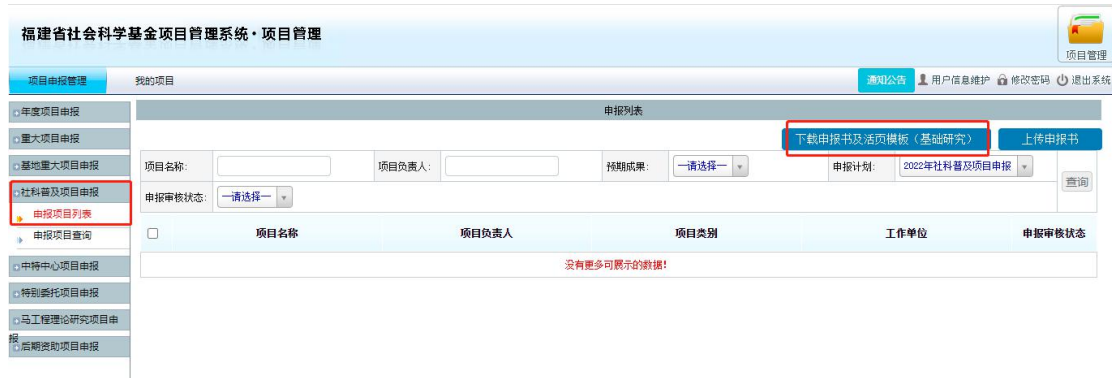 福建省社会科学基金项目管理系统·项目管理
项目管理
项目申报管理 我的项目 通知公告 用户信息维护 修改密码 退出系统
年度项目申报
重大项目申报
基地重大项目申报
社科普及项目申报
申报项目列表
申报项目查询
中特中心项目申报
特别委托项目申报
马工程理论研究项目申
报
后期资助项目申报
申报列表
下载申报书及活页模板（基础研究） 上传申报书
项目名称: 项目负责人: 预期成果: 一请选择一 申报计划: 2022年社科普及项目申报
查询
申报审核状态: 一请选择一
项目名称 项目负责人 项目类别 工作单位 申报审核状态
没有更多可展示的数据!